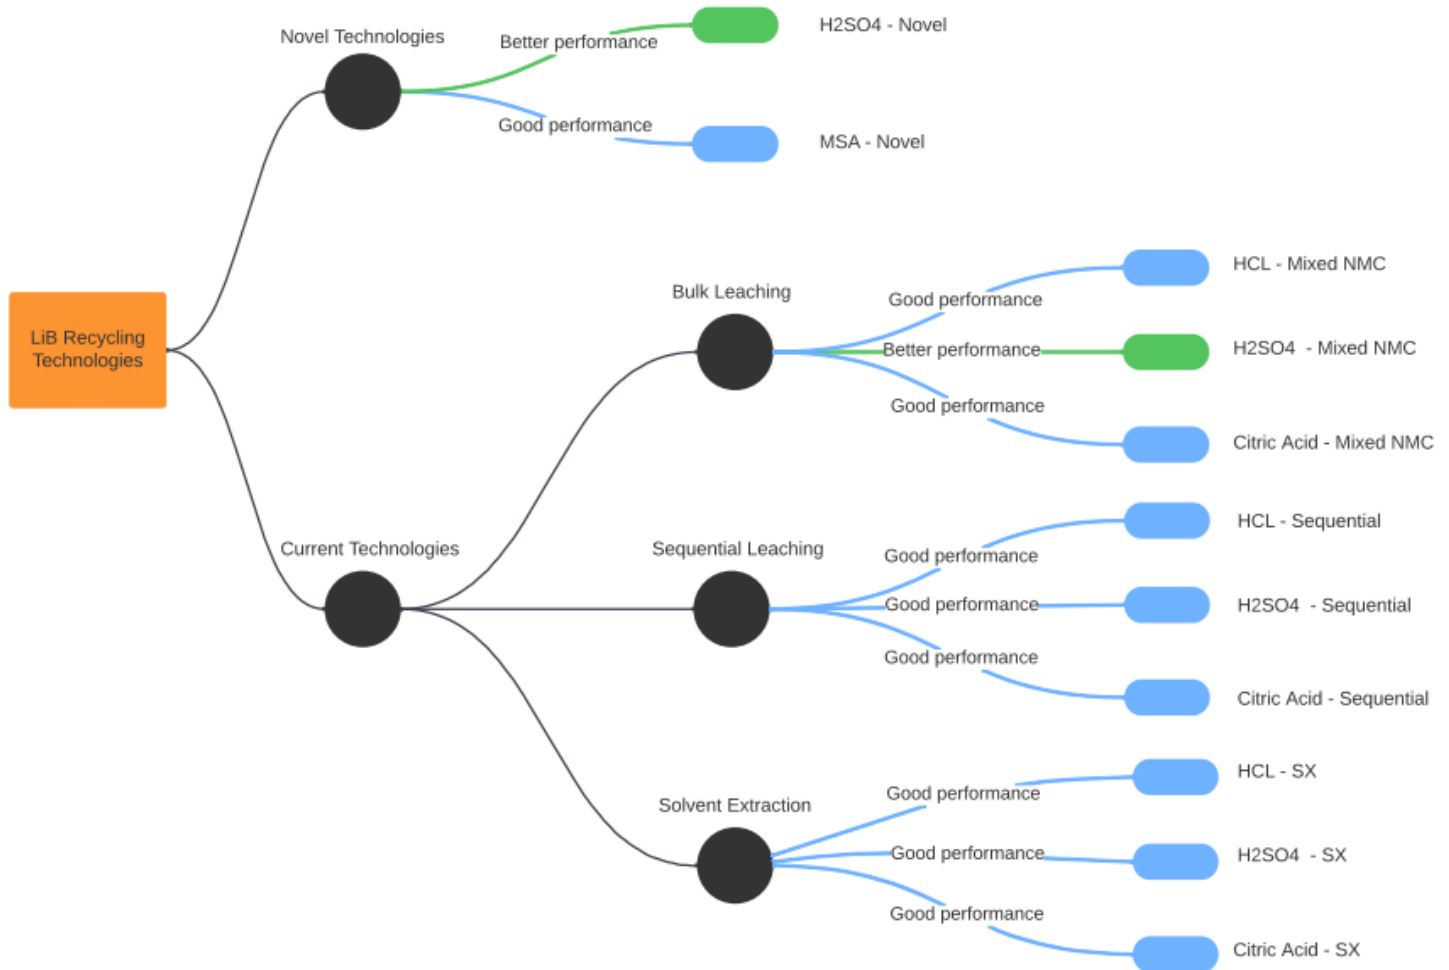 Novel Technologies
Better performance
H2SO4 - Novel
Good performance
MSA - Novel
LiB Recycling
Technologies
Bulk Leaching
Good performance
HCL - Mixed NMC
Better performance
H2SO4  - Mixed NMC
Good performance
Citric Acid - Mixed NMC
Current Technologies
Sequential Leaching
Good performance
HCL - Sequential
Good performance
H2SO4  - Sequential
Good performance
Citric Acid - Sequential
Solvent Extraction
Good performance
HCL - SX
Good performance
H2SO4  - SX
Good performance
Citric Acid - SX